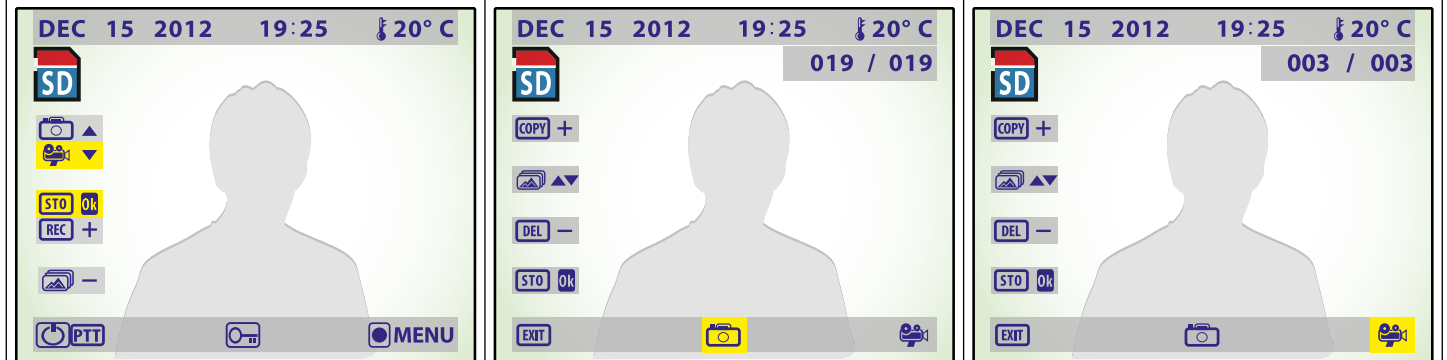 DEC 15 2012 19:25 20° C
SD
STO Ok
REC +
−
PTT
MENU
DEC 15 2012 19:25 20° C
019 / 019
SD
COPY +
DEL −
STO Ok
EXIT
DEC 15 2012 19:25 20° C
003 / 003
SD
COPY +
DEL −
STO Ok
EXIT